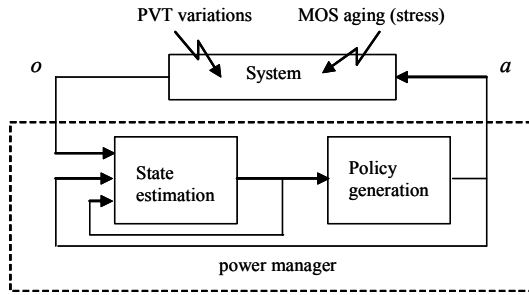 PVT variations
MOS aging (stress)
o
System
a
State
estimation
Policy
generation
power manager